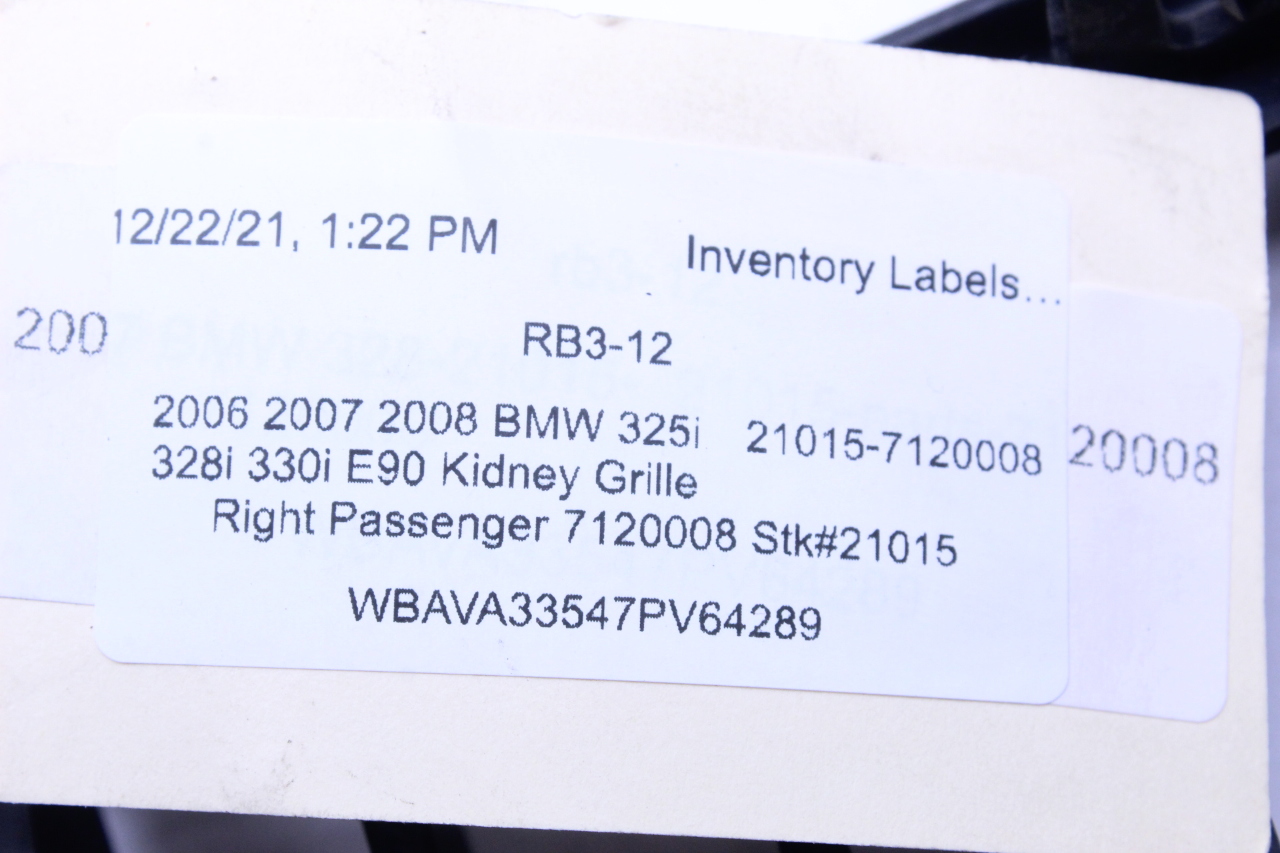 12/22/21, 1:22 PM
Inventory Labels...
200
RB3-12
2006 2007 2008 BMW 325i
21015-7120008
20008
328i 330i E90 Kidney Grille
Right Passenger 7120008 Stk#21015
WBAVA33547PV64289